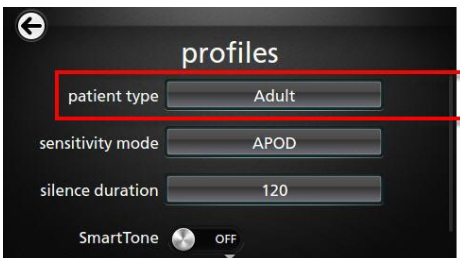 profiles
patient type Adult
sensitivity mode APOD
silence duration 120
SmartTone OFF